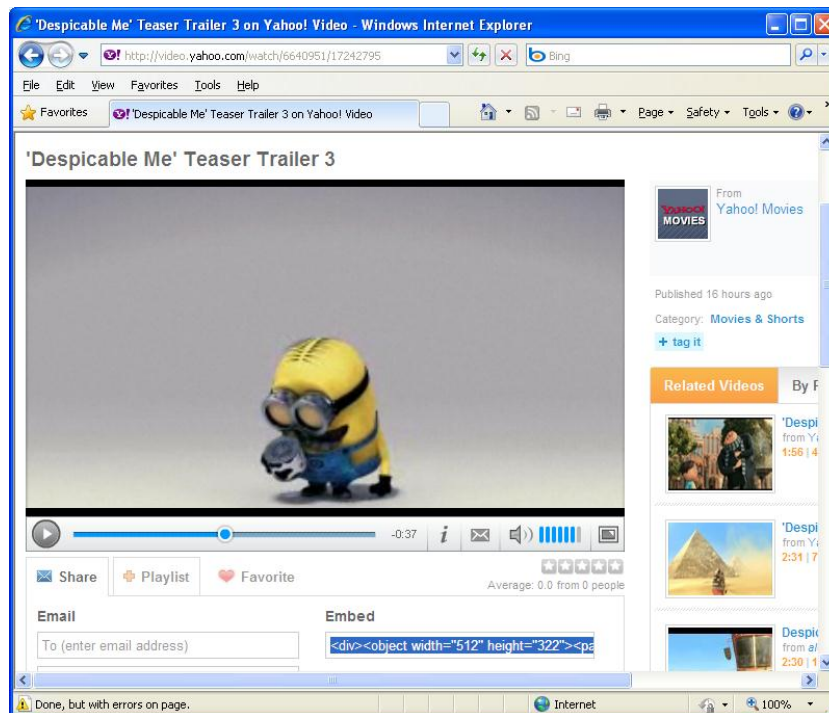 'Despicable Me' Teaser Trailer 3 on Yahoo! Video - Windows Internet Explorer
http://video.yahoo.com/watch/6640951/17242795
Bing
File Edit View Favorites Tools Help
Favorites
'Despicable Me' Teaser Trailer 3 on Yahoo! Video
Page Safety Tools
'Despicable Me' Teaser Trailer 3
YAHOO!
MOVIES
From
Yahoo! Movies
Published 16 hours ago
Category: Movies & Shorts
+ tag it
Related Videos By
'Despi
from Ya
1:56 | 4
'Despi
from Ya
2:31 | 7
Despic
from al
2:30 | 1
-0:37
Share Playlist Favorite
Average: 0.0 from 0 people
Email Embed
To (enter email address)
<div><object width="512" height="322"><pa
Done, but with errors on page. Internet 100%